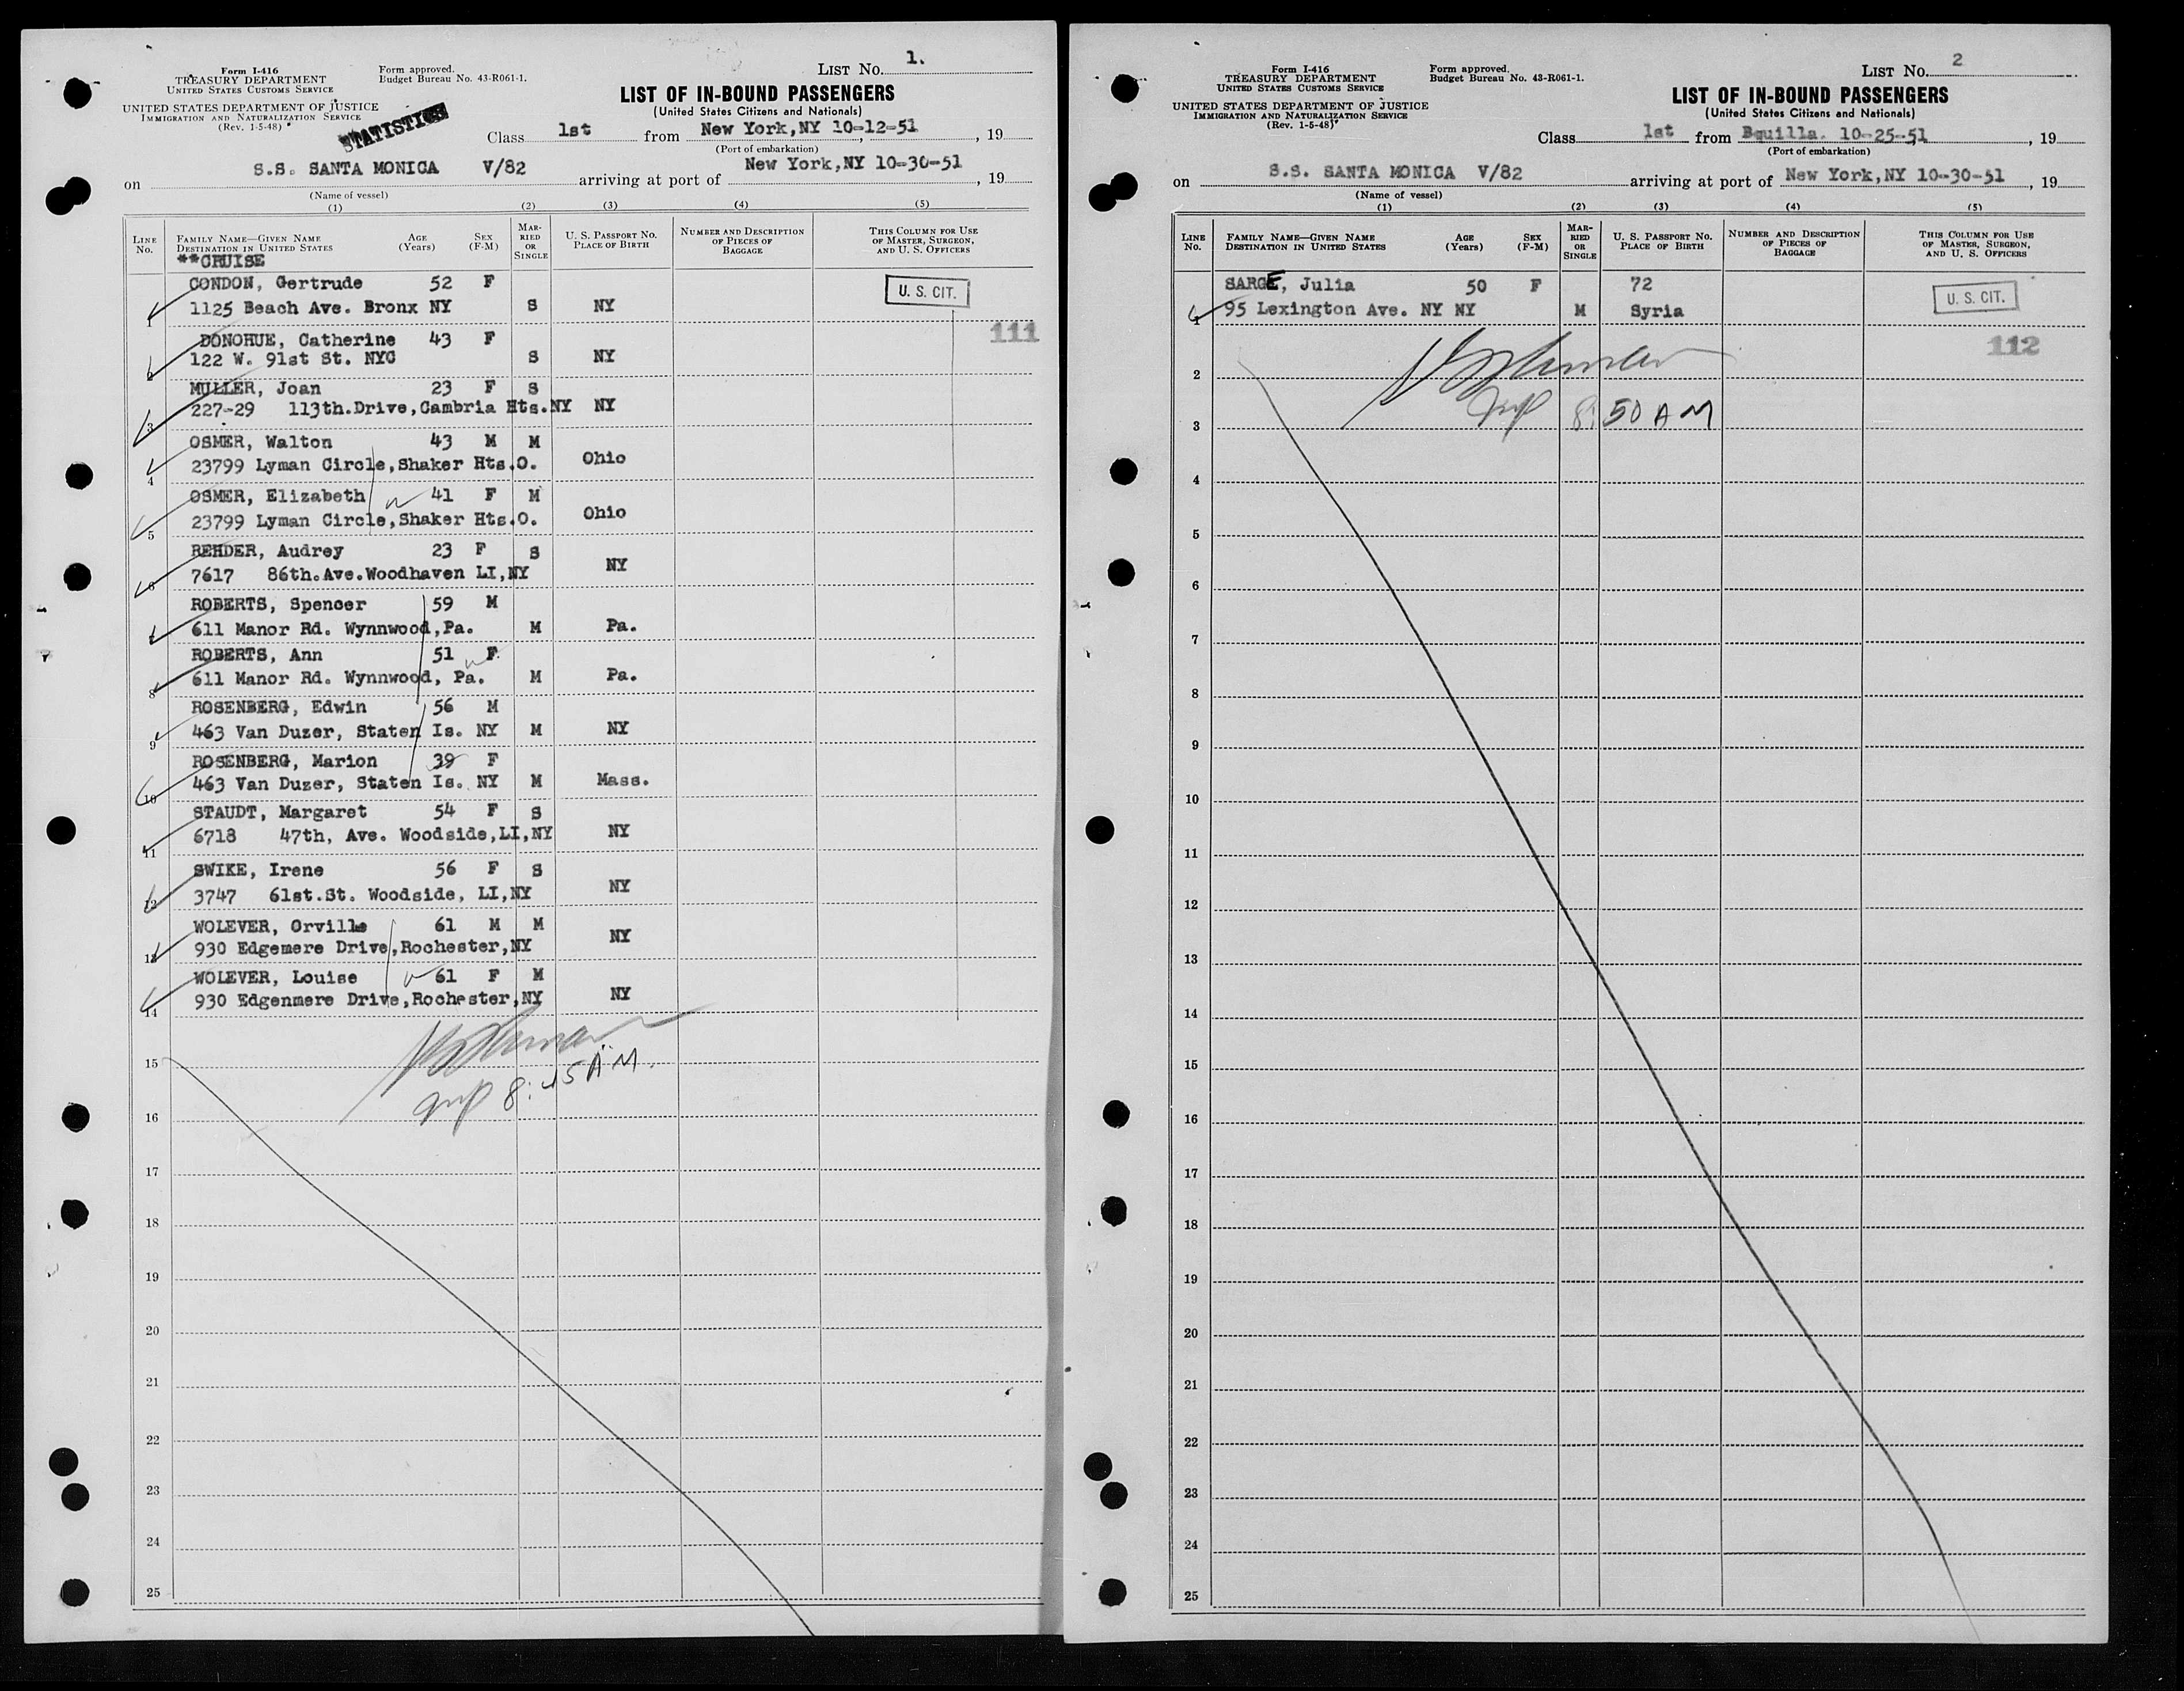 Form I-416
TREASURY DEPARTMENT
UNITED STATES CUSTOMS SERVICE
UNITED STATES DEPARTMENT OF JUSTICE
IMMIGRATION AND NATURALIZATION SERVICE
(Rev. 1-5-48)
Form approved.
Budget Bureau No. 43-R061-1.
STATISTICS
LIST No. 1.
LIST OF IN-BOUND PASSENGERS
(United States Citizens and Nationals)
Class 1st from New York,NY 10-12-51, 19
(Port of embarkation)
on S.S. SANTA MONICA V/82 arriving at port of New York,NY 10-30-51, 19
(Name of vessel)
(1) (2) (3) (4) (5)
LINE No.
FAMILY NAME—GIVEN NAME
DESTINATION IN UNITED STATES
AGE (Years)
SEX (F-M)
MARRIED OR SINGLE
U. S. PASSPORT NO.
PLACE OF BIRTH
NUMBER AND DESCRIPTION OF PIECES OF BAGGAGE
THIS COLUMN FOR USE OF MASTER, SURGEON, AND U. S. OFFICERS
**CRUISE
CONDON, Gertrude 52 F
1 1125 Beach Ave. Bronx NY S NY
U. S. CIT.
111
DONOHUE, Catherine 43 F
2 122 W. 91st St. NYC S NY
MULLER, Joan 23 F S
3 227-29 113th.Drive,Cambria Hts.NY NY
OSMER, Walton 43 M M
4 23799 Lyman Circle,Shaker Hts.O. Ohio
OSMER, Elizabeth 41 F M
5 23799 Lyman Circle,Shaker Hts.O. Ohio
REHDER, Audrey 23 F S
6 7617 86th.Ave.Woodhaven LI,NY NY
ROBERTS, Spencer 59 M
7 611 Manor Rd. Wynnwood,Pa. M Pa.
ROBERTS, Ann 51 F
8 611 Manor Rd. Wynnwood, Pa. M Pa.
ROSENBERG, Edwin 56 M
9 463 Van Duzer, Staten Is. NY M NY
ROSENBERG, Marion 39 F
10 463 Van Duzer, Staten Is. NY M Mass.
STAUDT, Margaret 54 F S
11 6718 47th, Ave. Woodside,LI,NY NY
SWIKE, Irene 56 F S
12 3747 61st.St. Woodside, LI,NY NY
WOLEVER, Orville 61 M M
13 930 Edgemere Drive,Rochester,NY NY
WOLEVER, Louise 61 F M
14 930 Edgenmere Drive,Rochester,NY NY
8:45 AM.
15
16
17
18
19
20
21
22
23
24
25
Form I-416
TREASURY DEPARTMENT
UNITED STATES CUSTOMS SERVICE
UNITED STATES DEPARTMENT OF JUSTICE
IMMIGRATION AND NATURALIZATION SERVICE
(Rev. 1-5-48)
Form approved.
Budget Bureau No. 43-R061-1.
LIST No. 2
LIST OF IN-BOUND PASSENGERS
(United States Citizens and Nationals)
Class 1st from Bquilla. 10-25-51, 19
(Port of embarkation)
on S.S. SANTA MONICA V/82 arriving at port of New York,NY 10-30-51, 19
(Name of vessel)
(1) (2) (3) (4) (5)
LINE No.
FAMILY NAME—GIVEN NAME
DESTINATION IN UNITED STATES
AGE (Years)
SEX (F-M)
MARRIED OR SINGLE
U. S. PASSPORT NO.
PLACE OF BIRTH
NUMBER AND DESCRIPTION OF PIECES OF BAGGAGE
THIS COLUMN FOR USE OF MASTER, SURGEON, AND U. S. OFFICERS
SARGE, Julia 50 F 72
1 95 Lexington Ave. NY NY M Syria
U. S. CIT.
112
2
8:50 AM
3
4
5
6
7
8
9
10
11
12
13
14
15
16
17
18
19
20
21
22
23
24
25